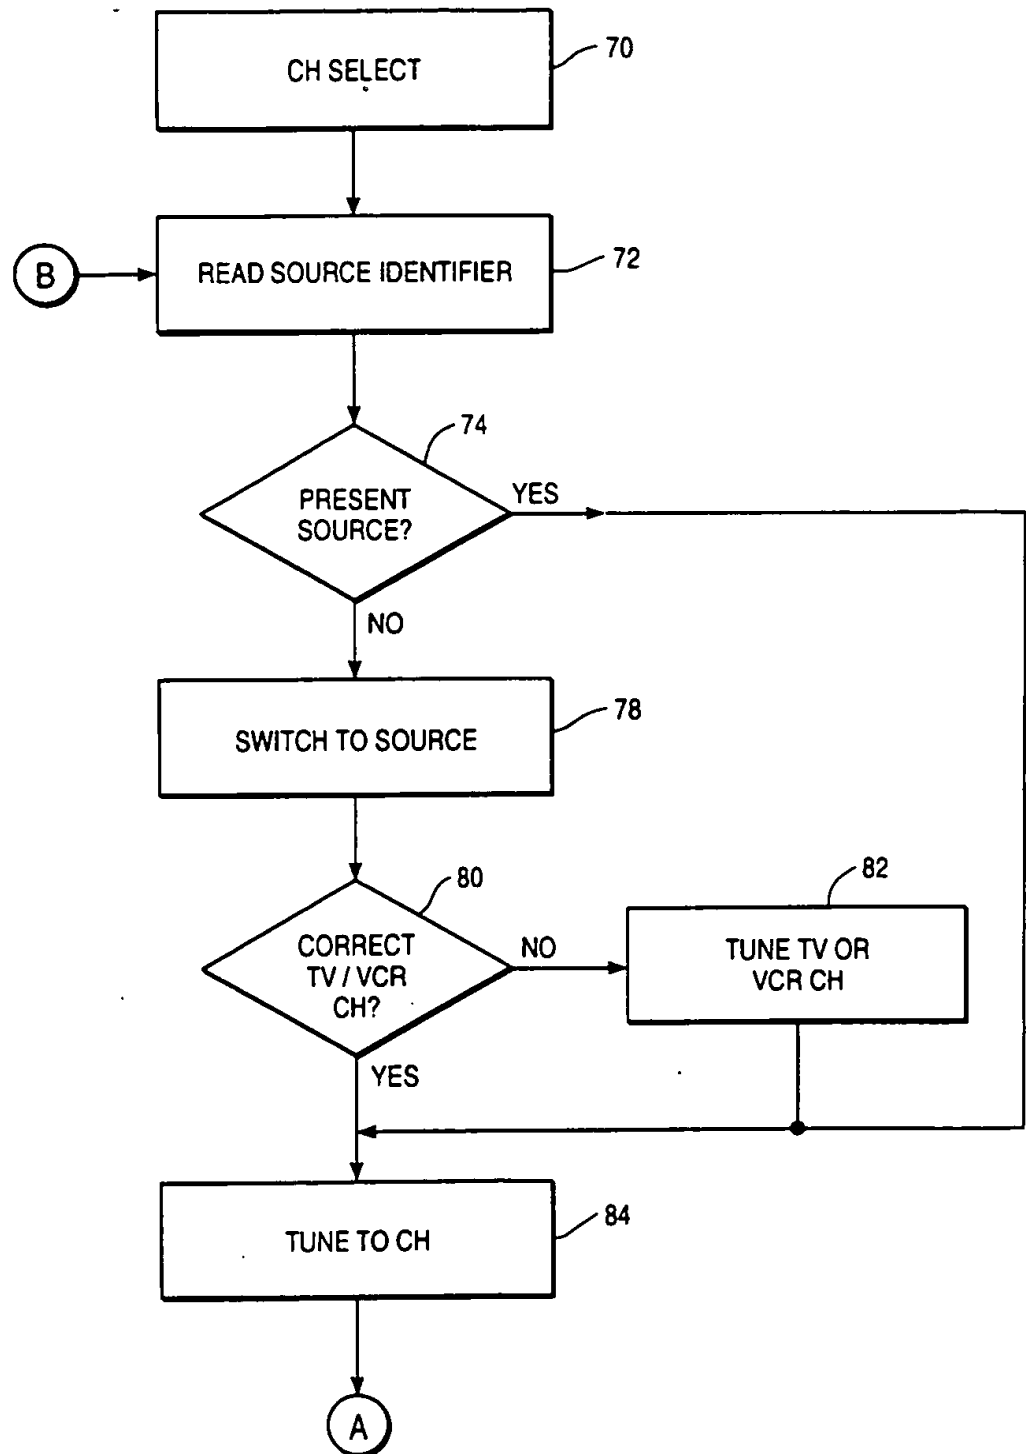 CH SELECT
70
READ SOURCE IDENTIFIER
72
B
74
PRESENT
SOURCE?
YES
NO
SWITCH TO SOURCE
78
80
CORRECT
TV / VCR
CH?
NO
YES
82
TUNE TV OR
VCR CH
TUNE TO CH
84
A